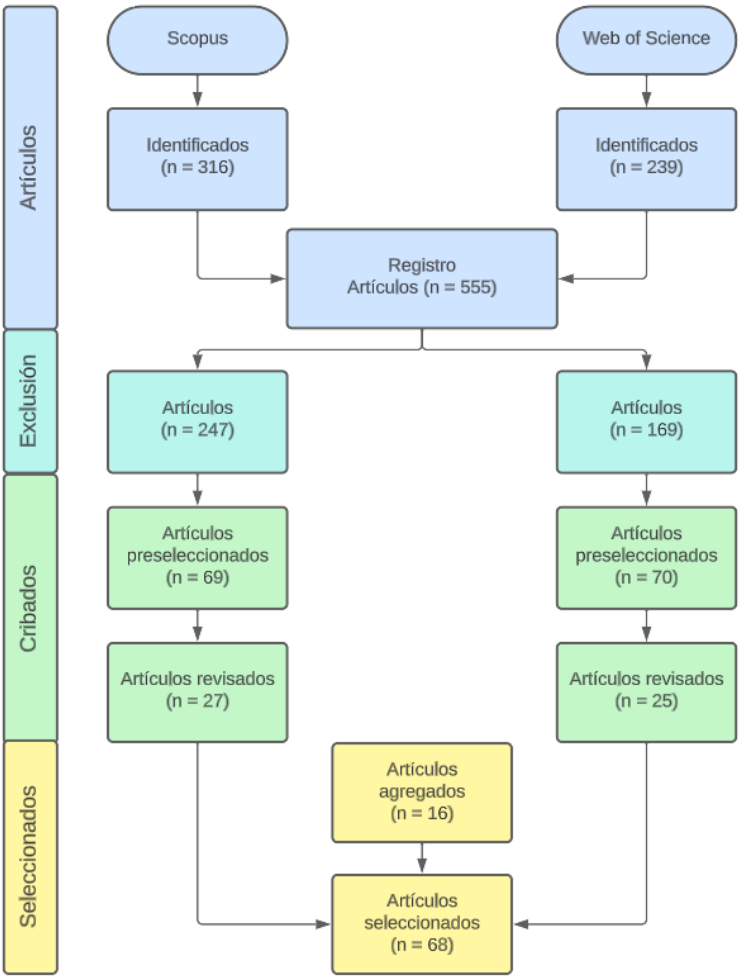 Artículos
Scopus
Web of Science
Identificados
(n = 316)
Identificados
(n = 239)
Registro
Artículos (n = 555)
Exclusión
Artículos
(n = 247)
Artículos
(n = 169)
Cribados
Artículos
preseleccionados
(n = 69)
Artículos
preseleccionados
(n = 70)
Artículos revisados
(n = 27)
Artículos revisados
(n = 25)
Seleccionados
Artículos
agregados
(n = 16)
Artículos
seleccionados
(n = 68)